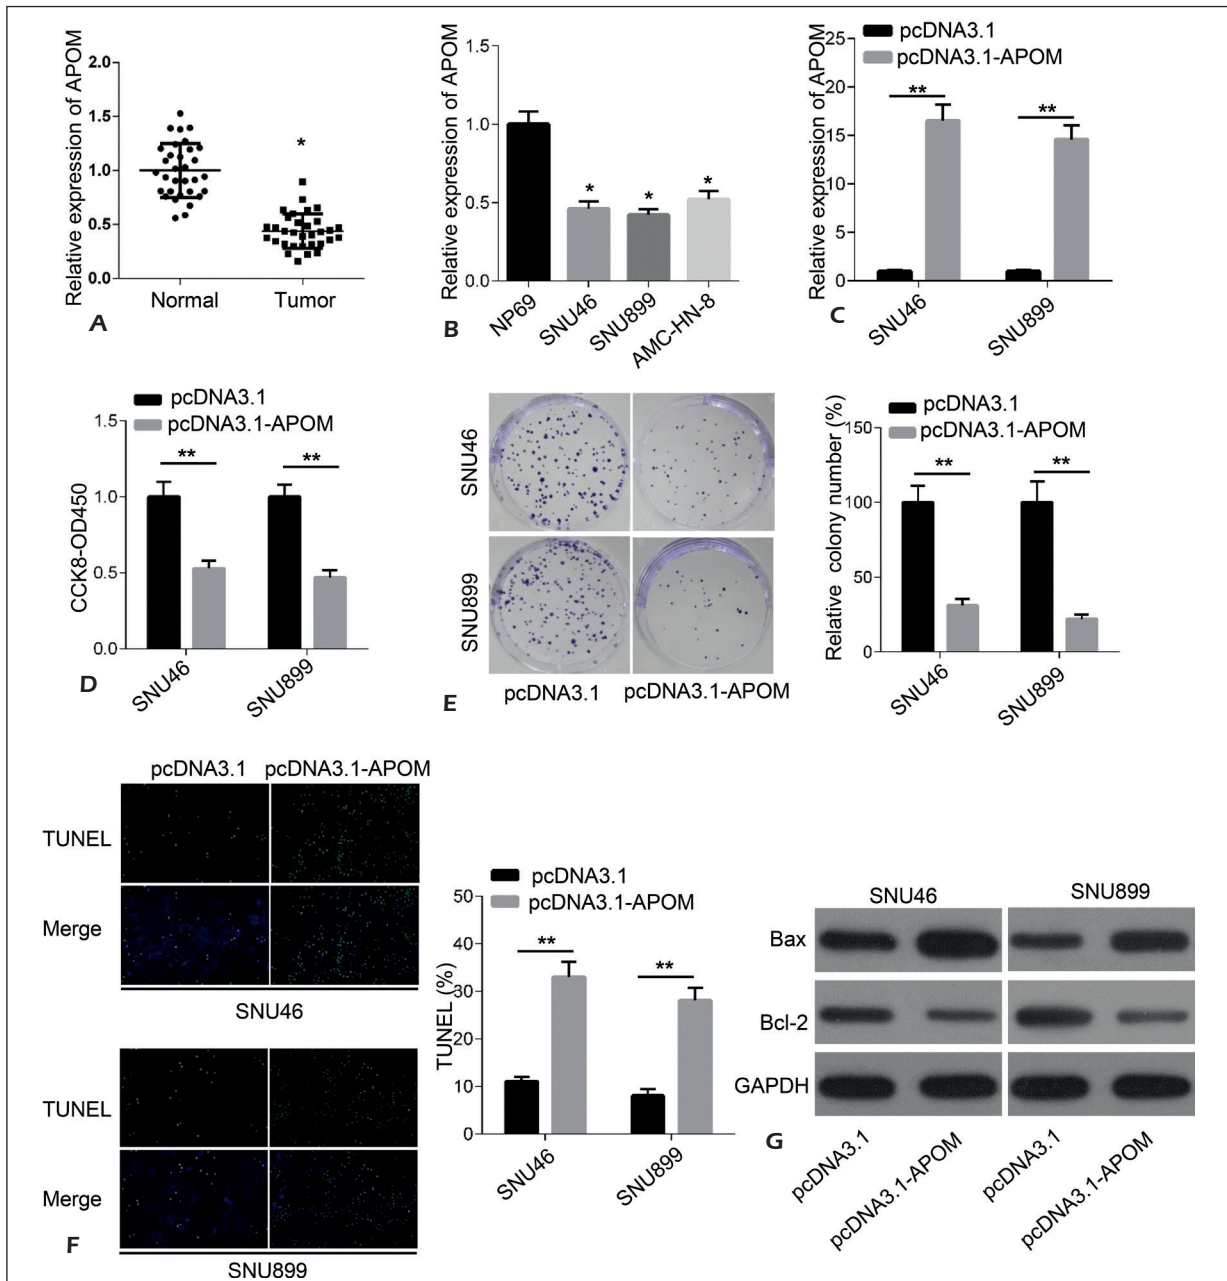 Relative expression of APOM
2.0
1.5
1.0
0.5
0.0
*
Normal
Tumor
A
Relative expression of APOM
1.5
1.0
0.5
0.0
*
*
*
NP69
SNU46
SNU899
AMC-HN-8
B
pcDNA3.1
pcDNA3.1-APOM
Relative expression of APOM
25
20
15
10
5
0
**
**
SNU46
SNU899
C
pcDNA3.1
pcDNA3.1-APOM
CCK8-OD450
1.5
1.0
0.5
0.0
**
**
SNU46
SNU899
D
SNU46
SNU899
pcDNA3.1
pcDNA3.1-APOM
E
pcDNA3.1
pcDNA3.1-APOM
Relative colony number (%)
150
100
50
0
**
**
SNU46
SNU899
pcDNA3.1
pcDNA3.1-APOM
TUNEL
Merge
SNU46
TUNEL
Merge
SNU899
F
pcDNA3.1
pcDNA3.1-APOM
TUNEL (%)
50
40
30
20
10
0
**
**
SNU46
SNU899
SNU46
SNU899
Bax
Bcl-2
GAPDH
pcDNA3.1
pcDNA3.1-APOM
pcDNA3.1
pcDNA3.1-APOM
G